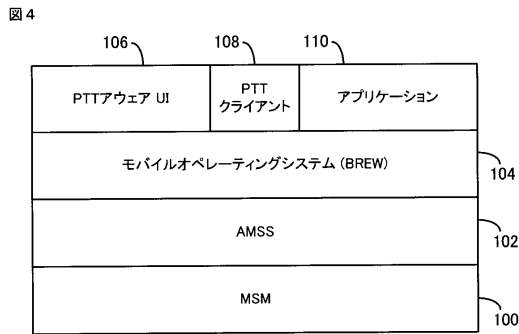 図4
106
108
110
PTTアウェア UI
PTT
クライアント
アプリケーション
モバイルオペレーティングシステム (BREW)
104
AMSS
102
MSM
100